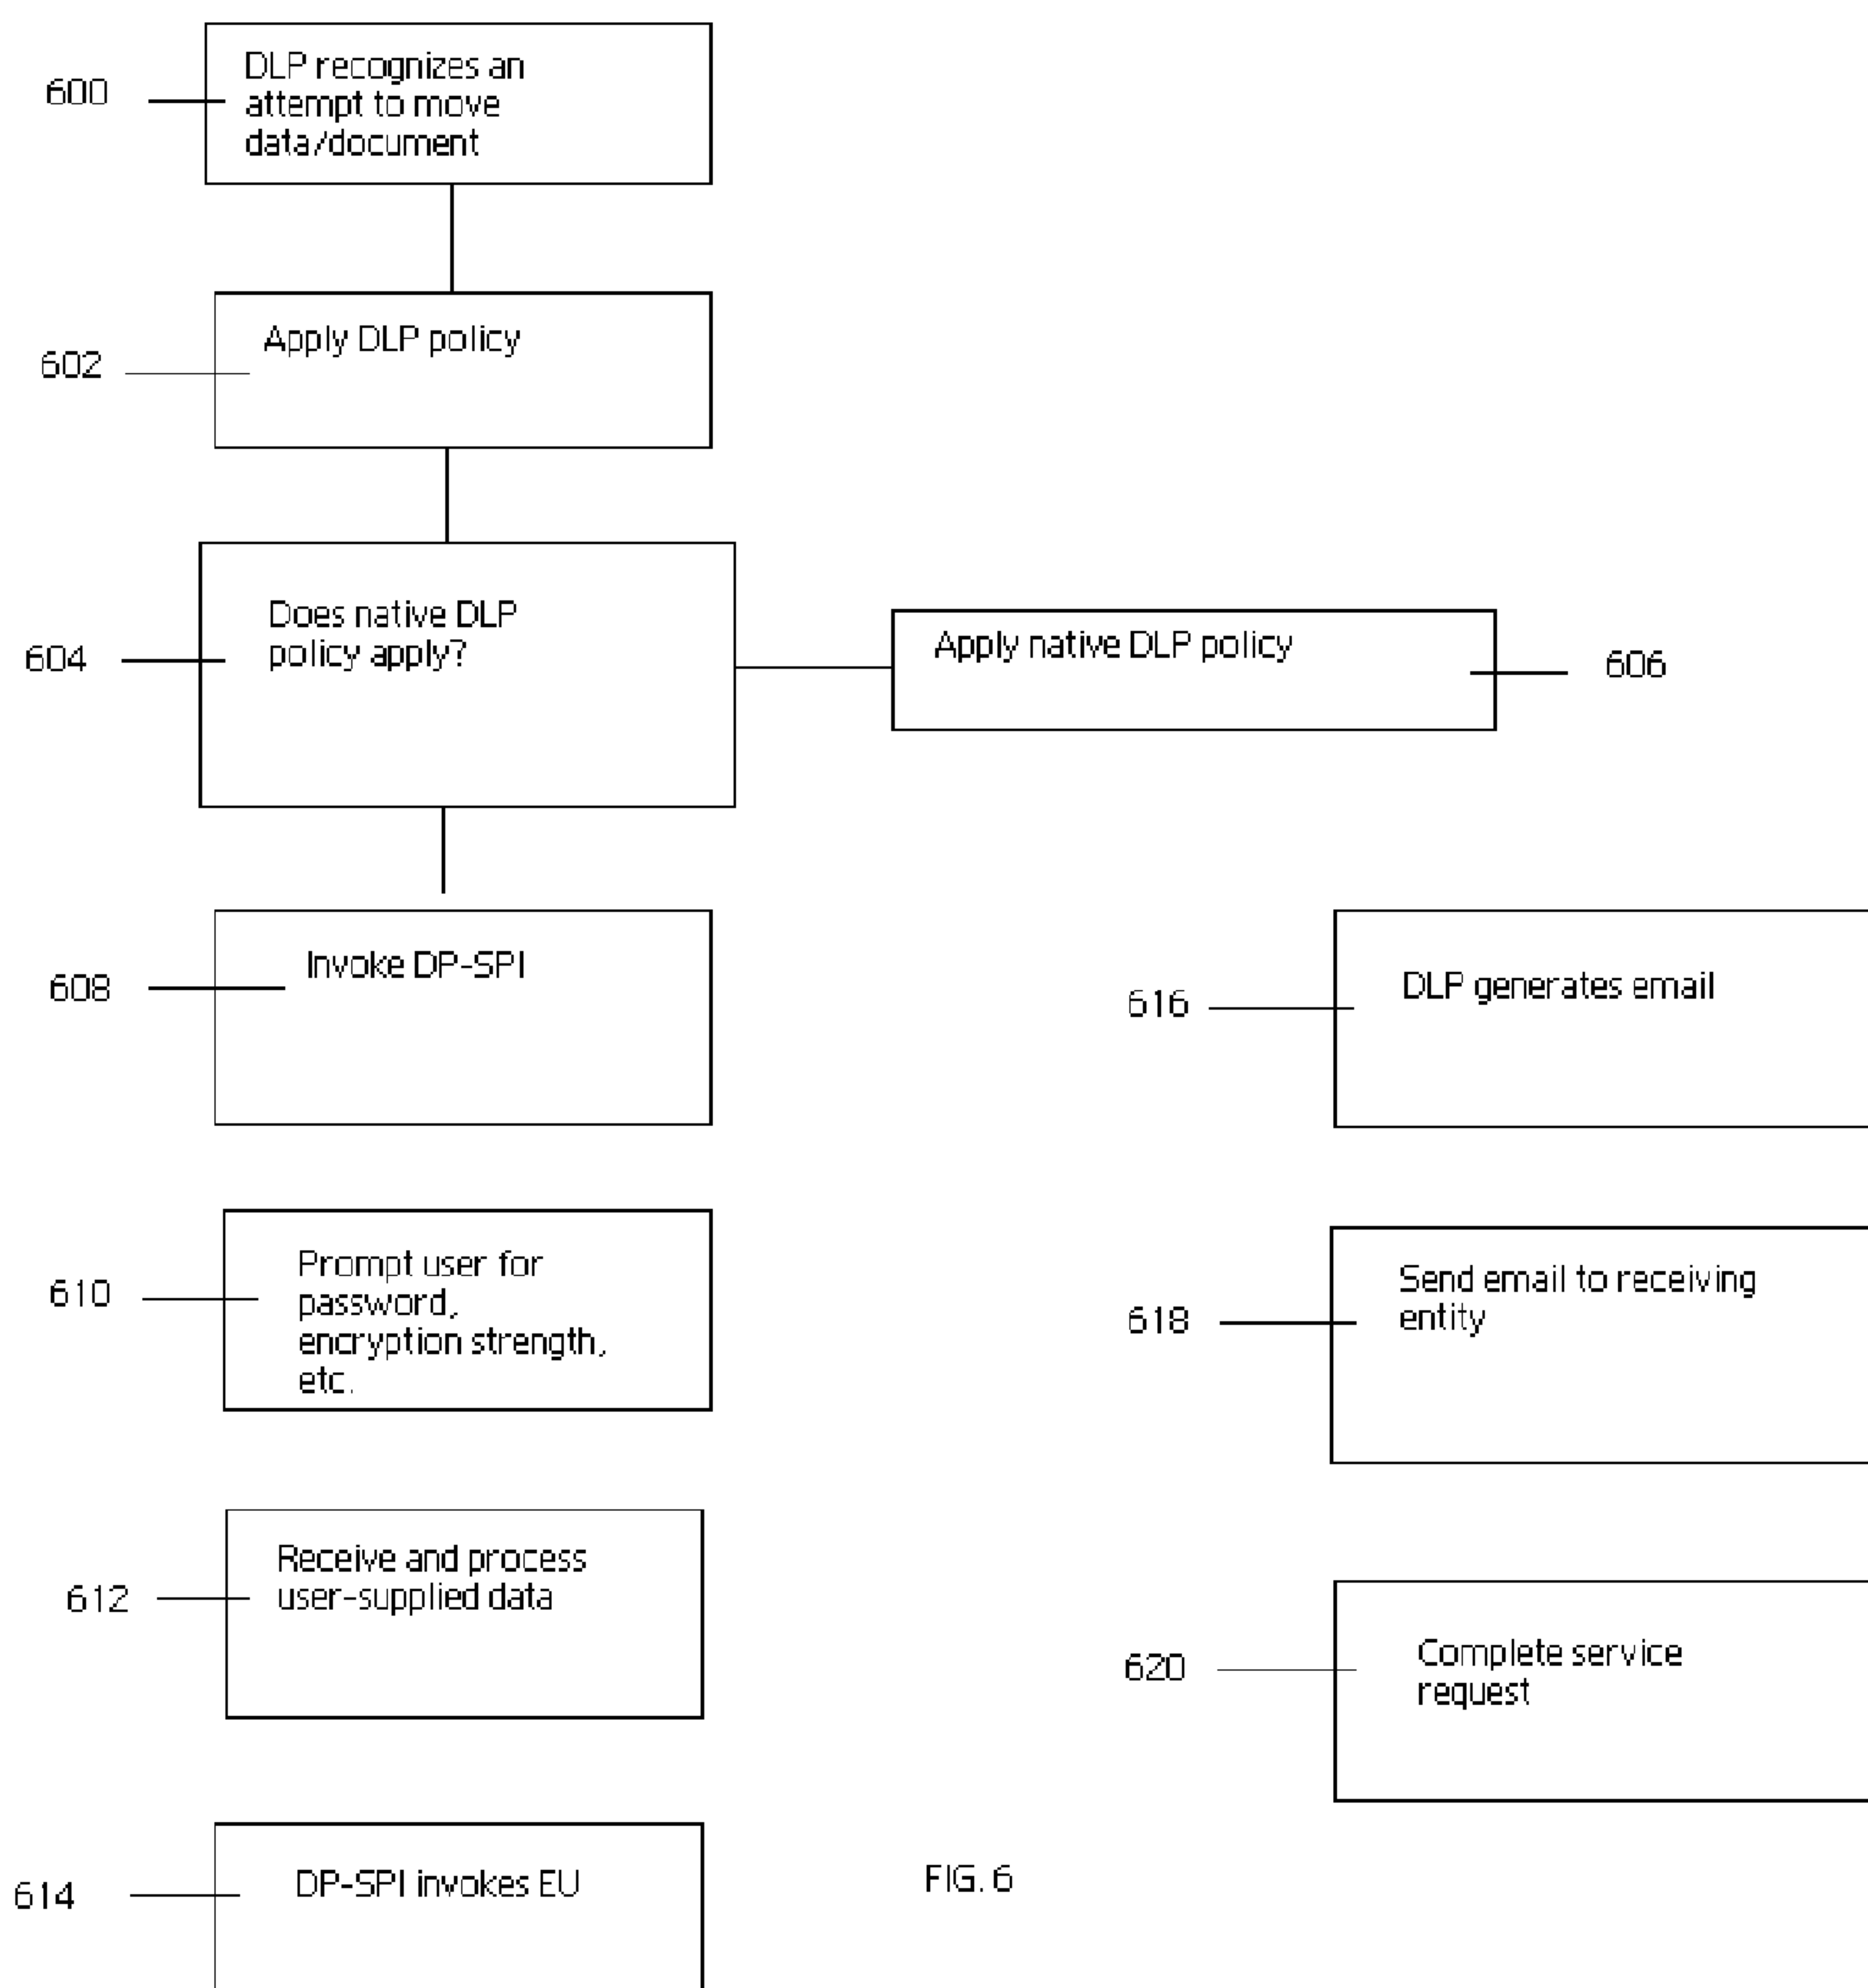 600
DLP recognizes an
attempt to move
data/document
602
Apply DLP policy
604
Does native DLP
policy apply?
Apply native DLP policy
606
608
Invoke DP-SPI
610
Prompt user for
password,
encryption strength,
etc.
612
Receive and process
user-supplied data
614
DP-SPI invokes EU
616
DLP generates email
618
Send email to receiving
entity
620
Complete service
request
FIG. 6